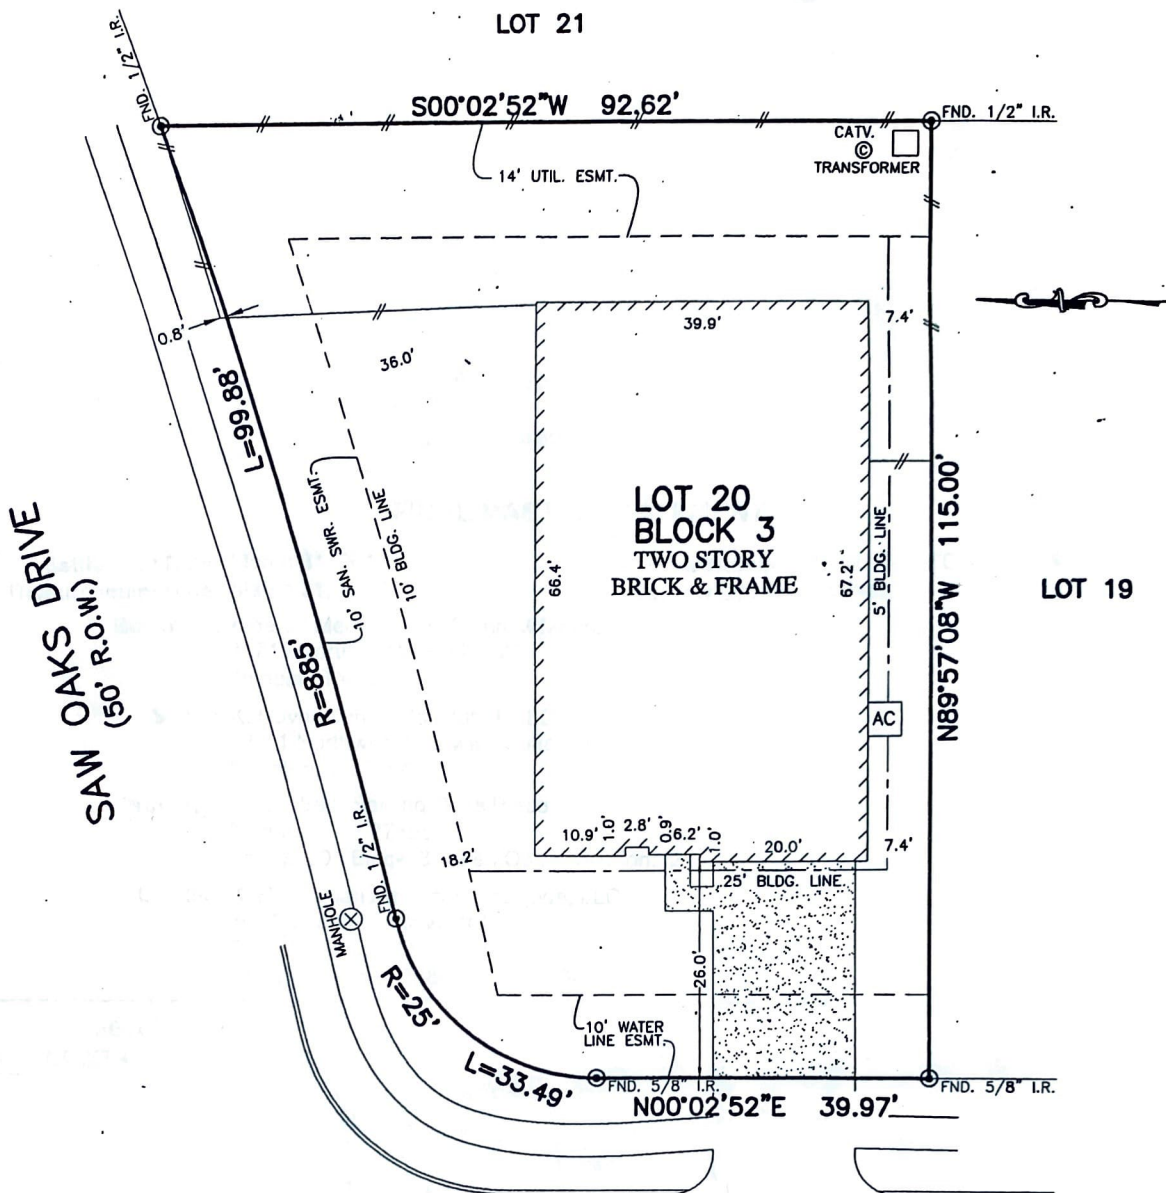 LOT 21
FND. 1/2" I.R.
S00°02'52"W 92.62'
FND. 1/2" I.R.
CATV.
©
TRANSFORMER
14' UTIL. ESMT.
0.8'
36.0'
39.9'
7.4'
L=99.88'
R=885'
10' SAN. SWR. ESMT.
10' BLDG. LINE
SAW OAKS DRIVE
(50' R.O.W.)
66.4'
LOT 20
BLOCK 3
TWO STORY
BRICK & FRAME
67.2'
5' BLDG. LINE
N89°57'08"W 115.00'
LOT 19
AC
10.9'
1.0'
2.8'
0.9'
6.2'
1.0'
20.0'
7.4'
18.2'
25' BLDG. LINE
FND. 1/2" I.R.
MANHOLE
R=25'
L=33.49'
26.0'
10' WATER
LINE ESMT.
FND. 5/8" I.R.
FND. 5/8" I.R.
N00°02'52"E 39.97'